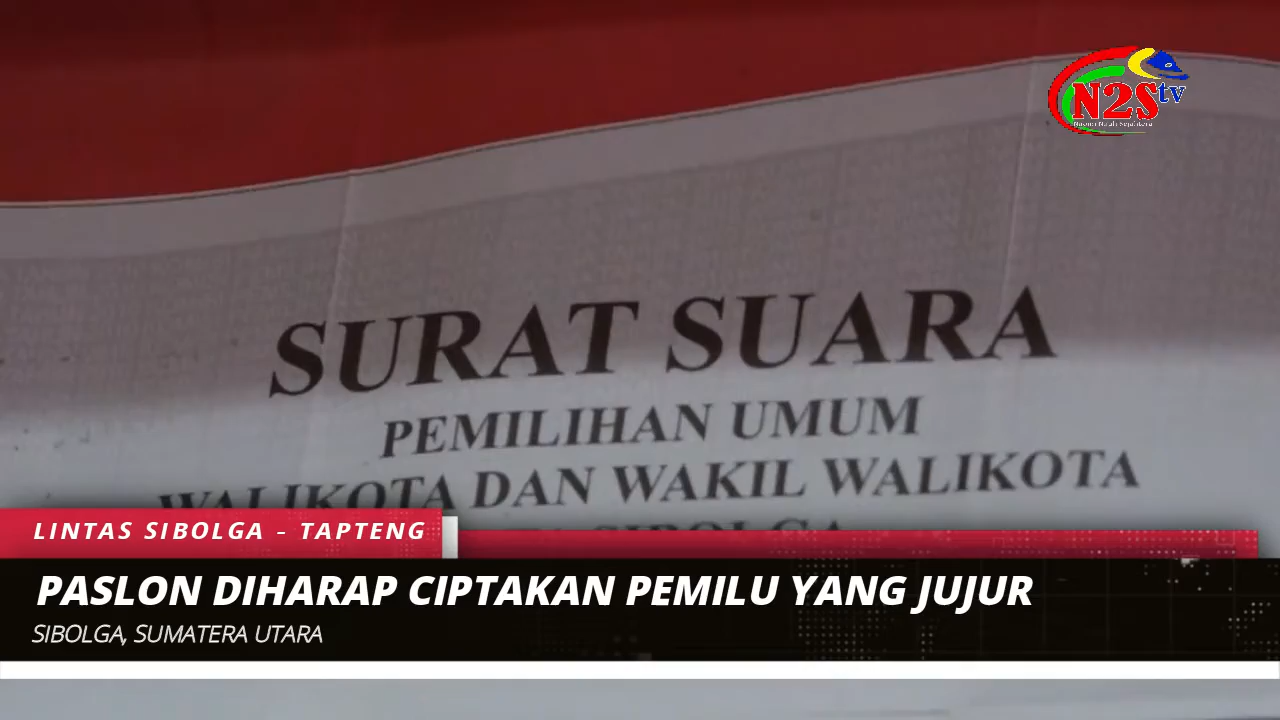 N2S tv
SURAT SUARA
PEMILIHAN UMUM
WALIKOTA DAN WAKIL WALIKOTA
SIBOLGA
LINTAS SIBOLGA - TAPTENG
PASLON DIHARAP CIPTAKAN PEMILU YANG JUJUR
SIBOLGA, SUMATERA UTARA